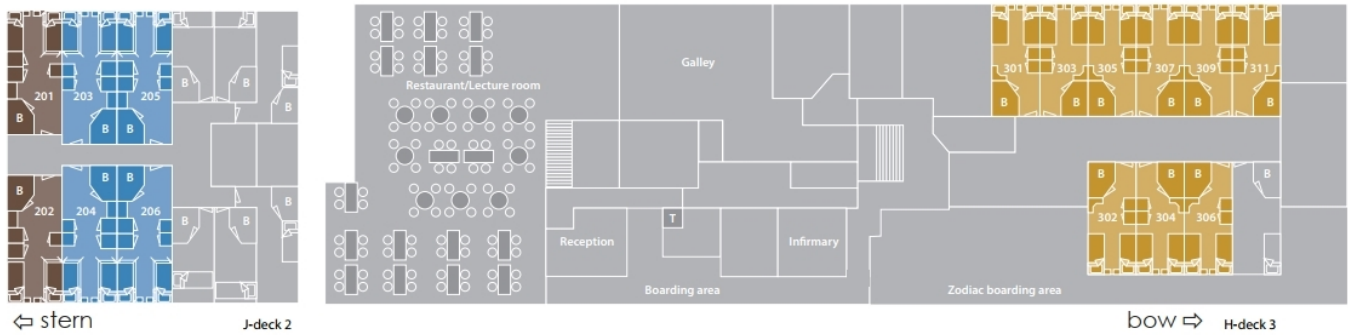 201 203 205
B B B B B
B B B B B
202 204 206
← stern
J-deck 2
Restaurant/Lecture room
Galley
301 303 305 307 309 311
B B B B B B
B B B B
302 304 306
T
Reception
Infirmary
Boarding area
Zodiac boarding area
bow ⇒ H-deck 3